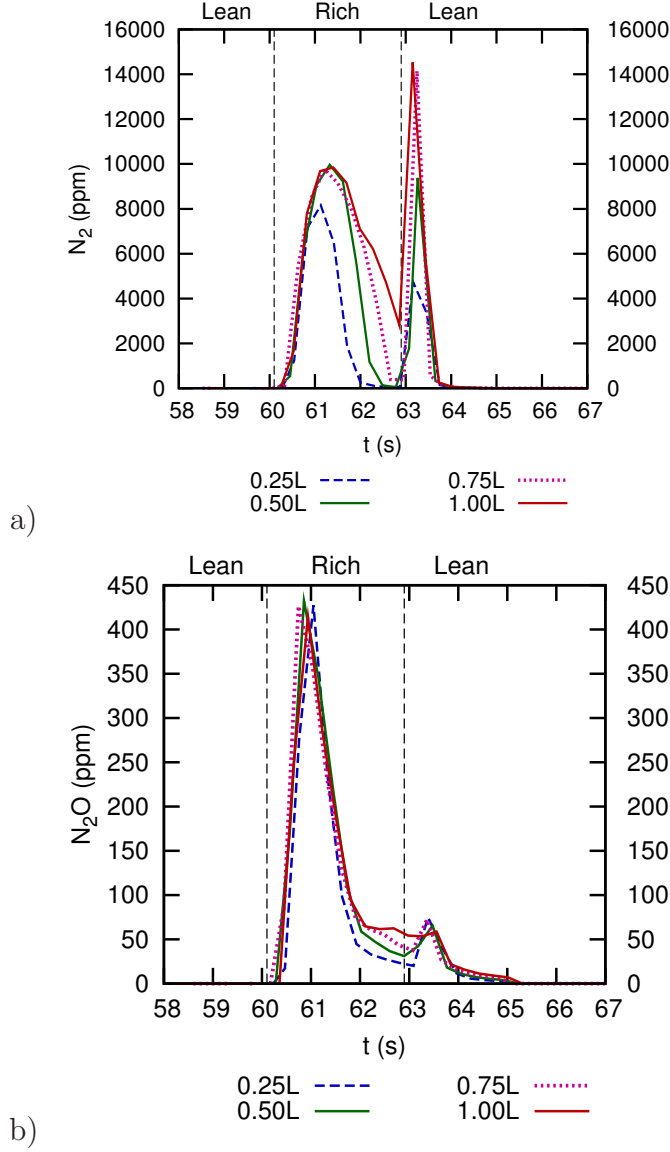 Lean Rich Lean
16000 16000
14000 14000
12000 12000
10000 10000
8000 8000
6000 6000
4000 4000
2000 2000
0 0
N2 (ppm)
58 59 60 61 62 63 64 65 66 67
t (s)
0.25L 0.75L
0.50L 1.00L
a)
Lean Rich Lean
450 450
400 400
350 350
300 300
250 250
200 200
150 150
100 100
50 50
0 0
N2O (ppm)
58 59 60 61 62 63 64 65 66 67
t (s)
0.25L 0.75L
0.50L 1.00L
b)